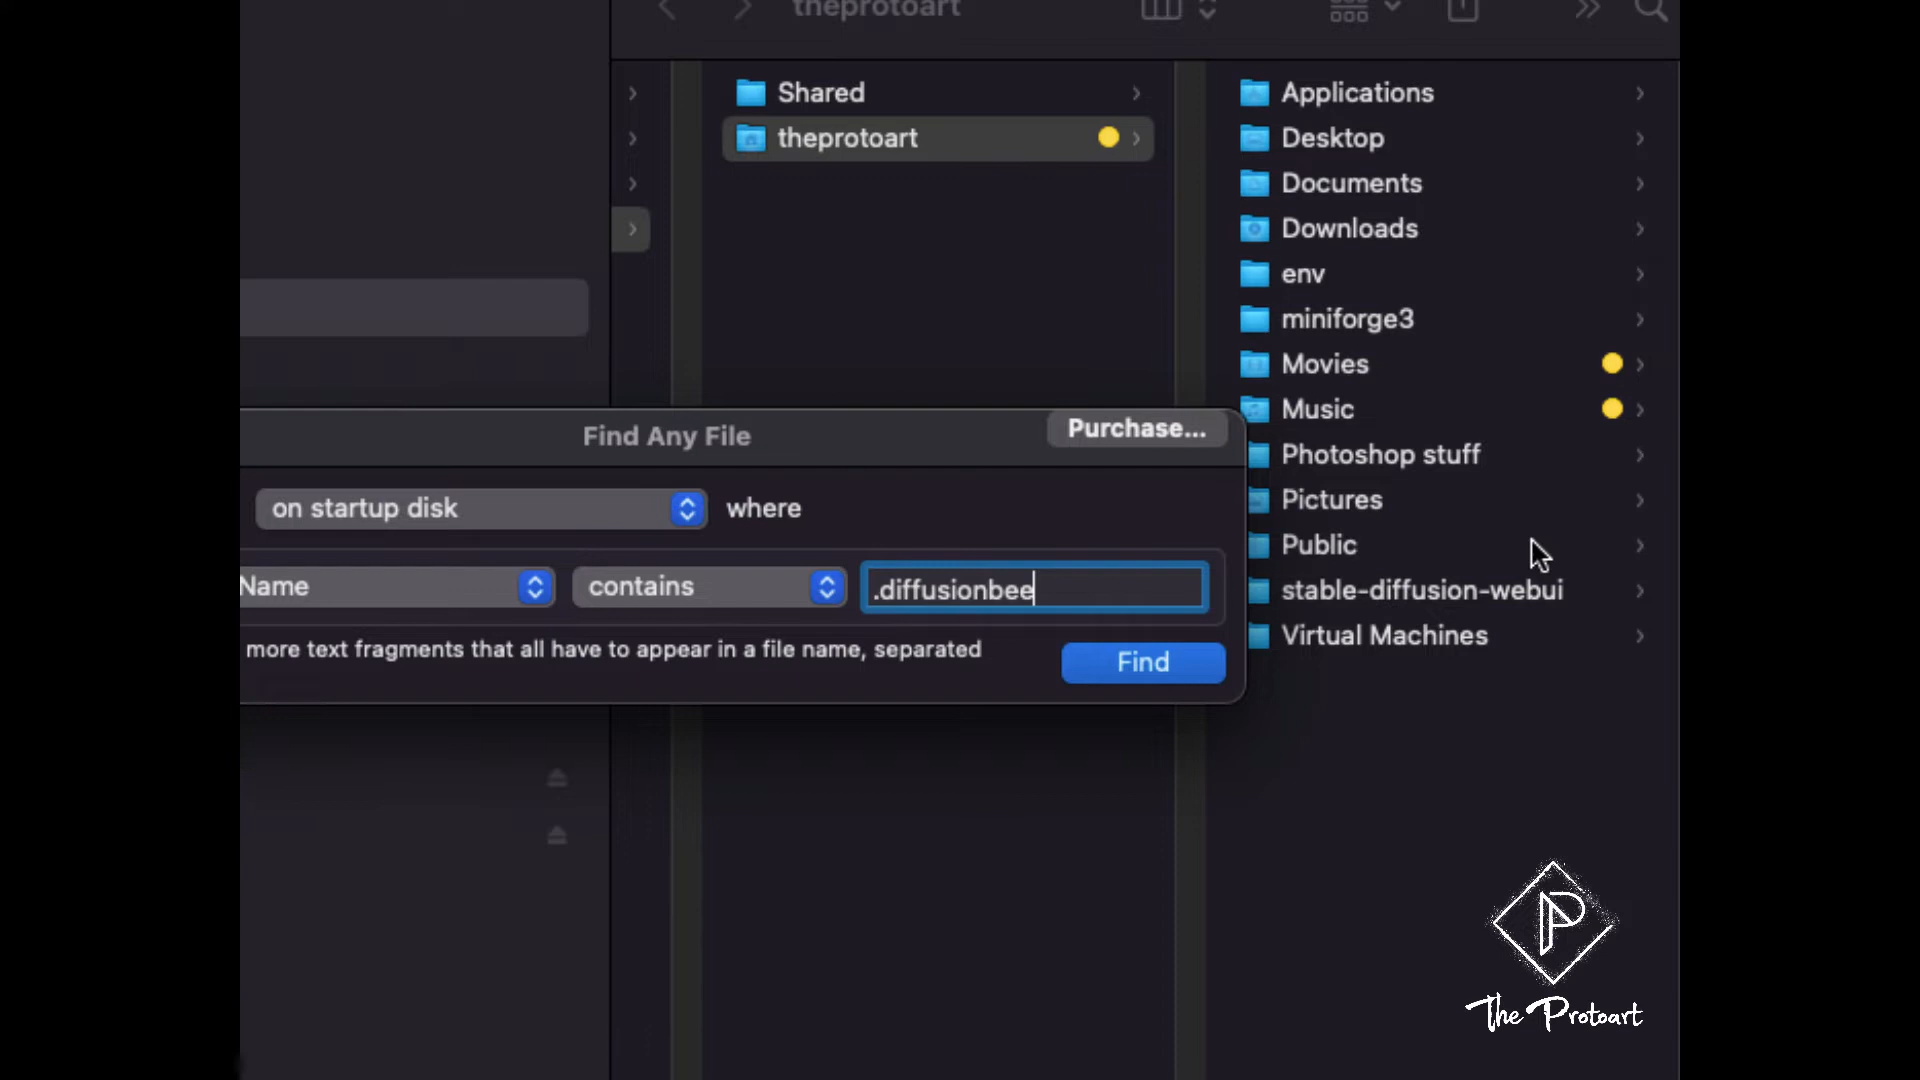 theprotoart
Shared
theprotoart
Applications
Desktop
Documents
Downloads
env
miniforge3
Movies
Music
Photoshop stuff
Pictures
Public
stable-diffusion-webui
Virtual Machines
Find Any File
Purchase...
on startup disk where
Name contains .diffusionbee
more text fragments that all have to appear in a file name, separated
Find
The Protoart